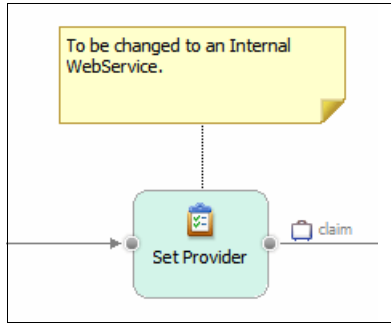 To be changed to an Internal
WebService.
claim
Set Provider